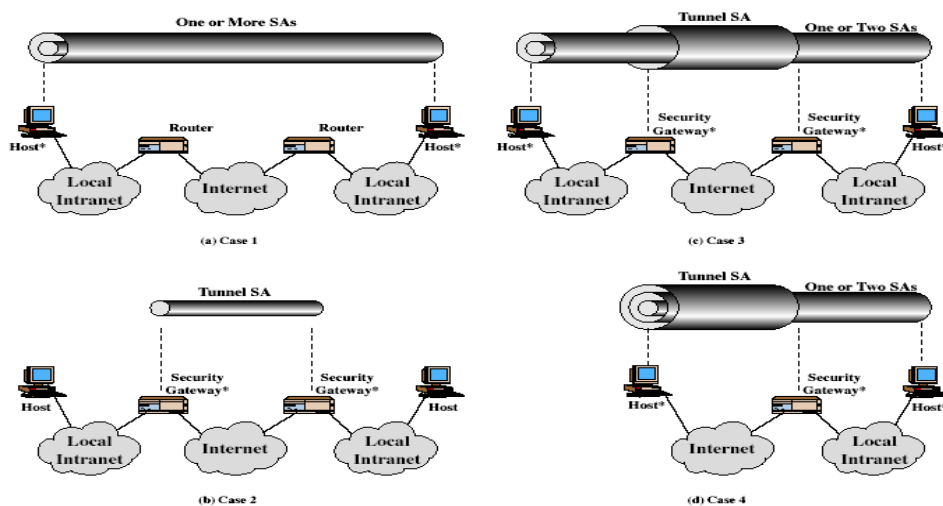 One or More SAs
Host*
Router
Router
Host*
Local
Intranet
Internet
Local
Intranet
(a) Case 1
Tunnel SA
One or Two SAs
Host*
Security
Gateway*
Security
Gateway*
Host*
Local
Intranet
Internet
Local
Intranet
(c) Case 3
Tunnel SA
Host
Security
Gateway*
Security
Gateway*
Host
Local
Intranet
Internet
Local
Intranet
(b) Case 2
Tunnel SA
One or Two SAs
Host*
Security
Gateway*
Host*
Internet
Local
Intranet
(d) Case 4